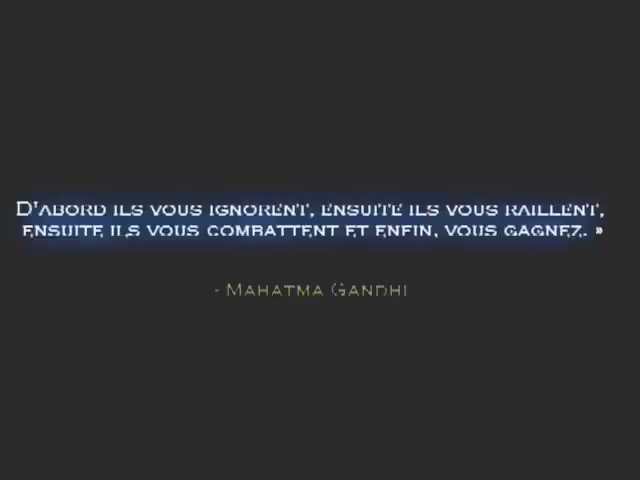 D'ABORD ILS VOUS IGNORENT, ENSUITE ILS VOUS RAILLENT,
ENSUITE ILS VOUS COMBATTENT ET ENFIN, VOUS GAGNEZ. »
- MAHATMA GANDHI